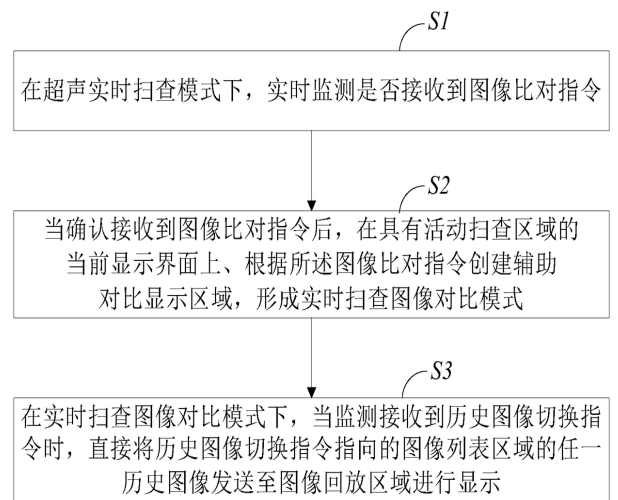 S1
在超声实时扫查模式下，实时监测是否接收到图像比对指令
S2
当确认接收到图像比对指令后，在具有活动扫查区域的
当前显示界面上、根据所述图像比对指令创建辅助
对比显示区域，形成实时扫查图像对比模式
S3
在实时扫查图像对比模式下，当监测接收到历史图像切换指
令时，直接将历史图像切换指令指向的图像列表区域的任一
历史图像发送至图像回放区域进行显示